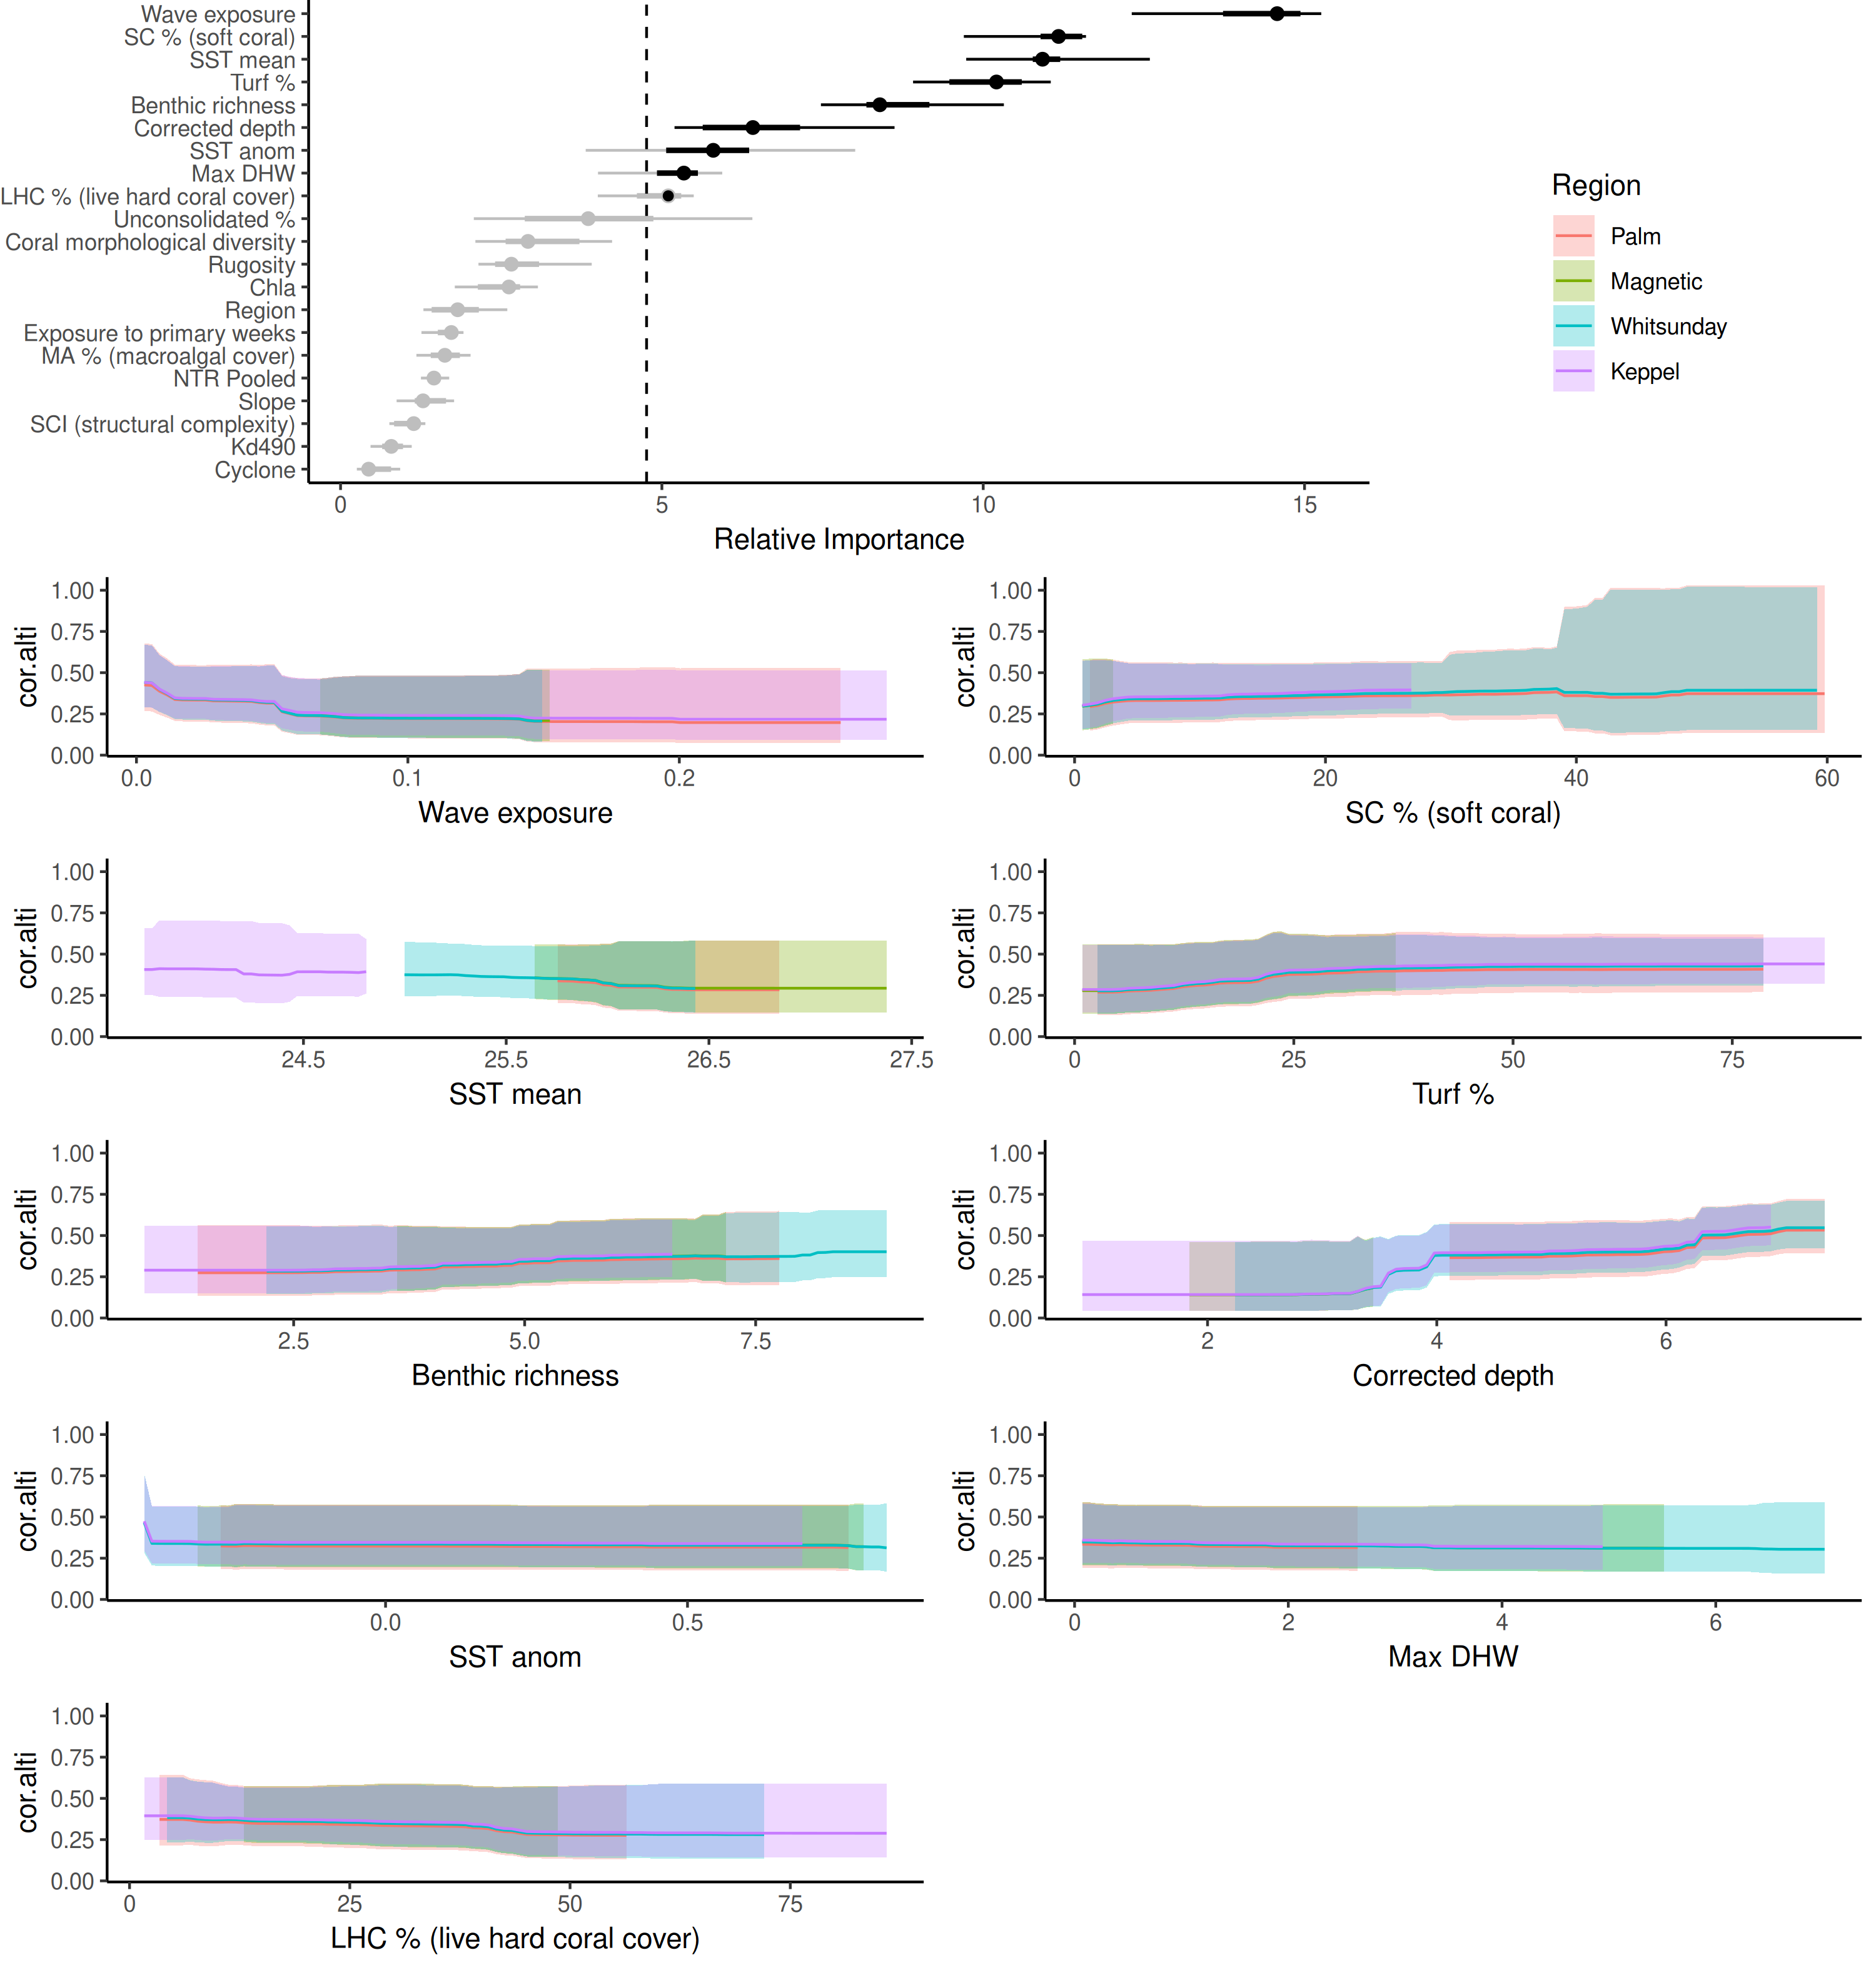 Wave exposure
SC % (soft coral)
SST mean
Turf %
Benthic richness
Corrected depth
SST anom
Max DHW
LHC % (live hard coral cover)
Unconsolidated %
Coral morphological diversity
Rugosity
Chla
Region
Exposure to primary weeks
MA % (macroalgal cover)
NTR Pooled
Slope
SCI (structural complexity)
Kd490
Cyclone
0 5 10 15
Relative Importance
Region
Palm
Magnetic
Whitsunday
Keppel
cor.alti
1.00
0.75
0.50
0.25
0.00
0.0 0.1 0.2
Wave exposure
cor.alti
1.00
0.75
0.50
0.25
0.00
0 20 40 60
SC % (soft coral)
cor.alti
1.00
0.75
0.50
0.25
0.00
24.5 25.5 26.5 27.5
SST mean
cor.alti
1.00
0.75
0.50
0.25
0.00
0 25 50 75
Turf %
cor.alti
1.00
0.75
0.50
0.25
0.00
2.5 5.0 7.5
Benthic richness
cor.alti
1.00
0.75
0.50
0.25
0.00
2 4 6
Corrected depth
cor.alti
1.00
0.75
0.50
0.25
0.00
0.0 0.5
SST anom
cor.alti
1.00
0.75
0.50
0.25
0.00
0 2 4 6
Max DHW
cor.alti
1.00
0.75
0.50
0.25
0.00
0 25 50 75
LHC % (live hard coral cover)